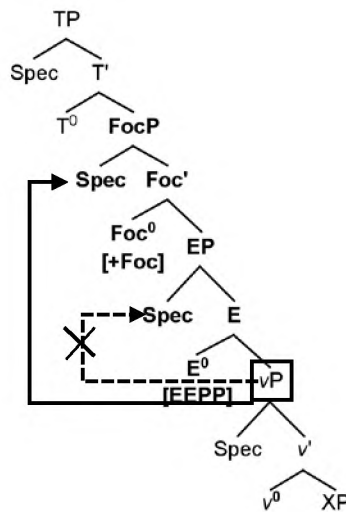 TP
Spec T'
T⁰ FocP
Spec Foc'
Foc⁰ EP
[+Foc]
Spec E
E⁰ vP
[EEPP]
Spec v'
v⁰ XP